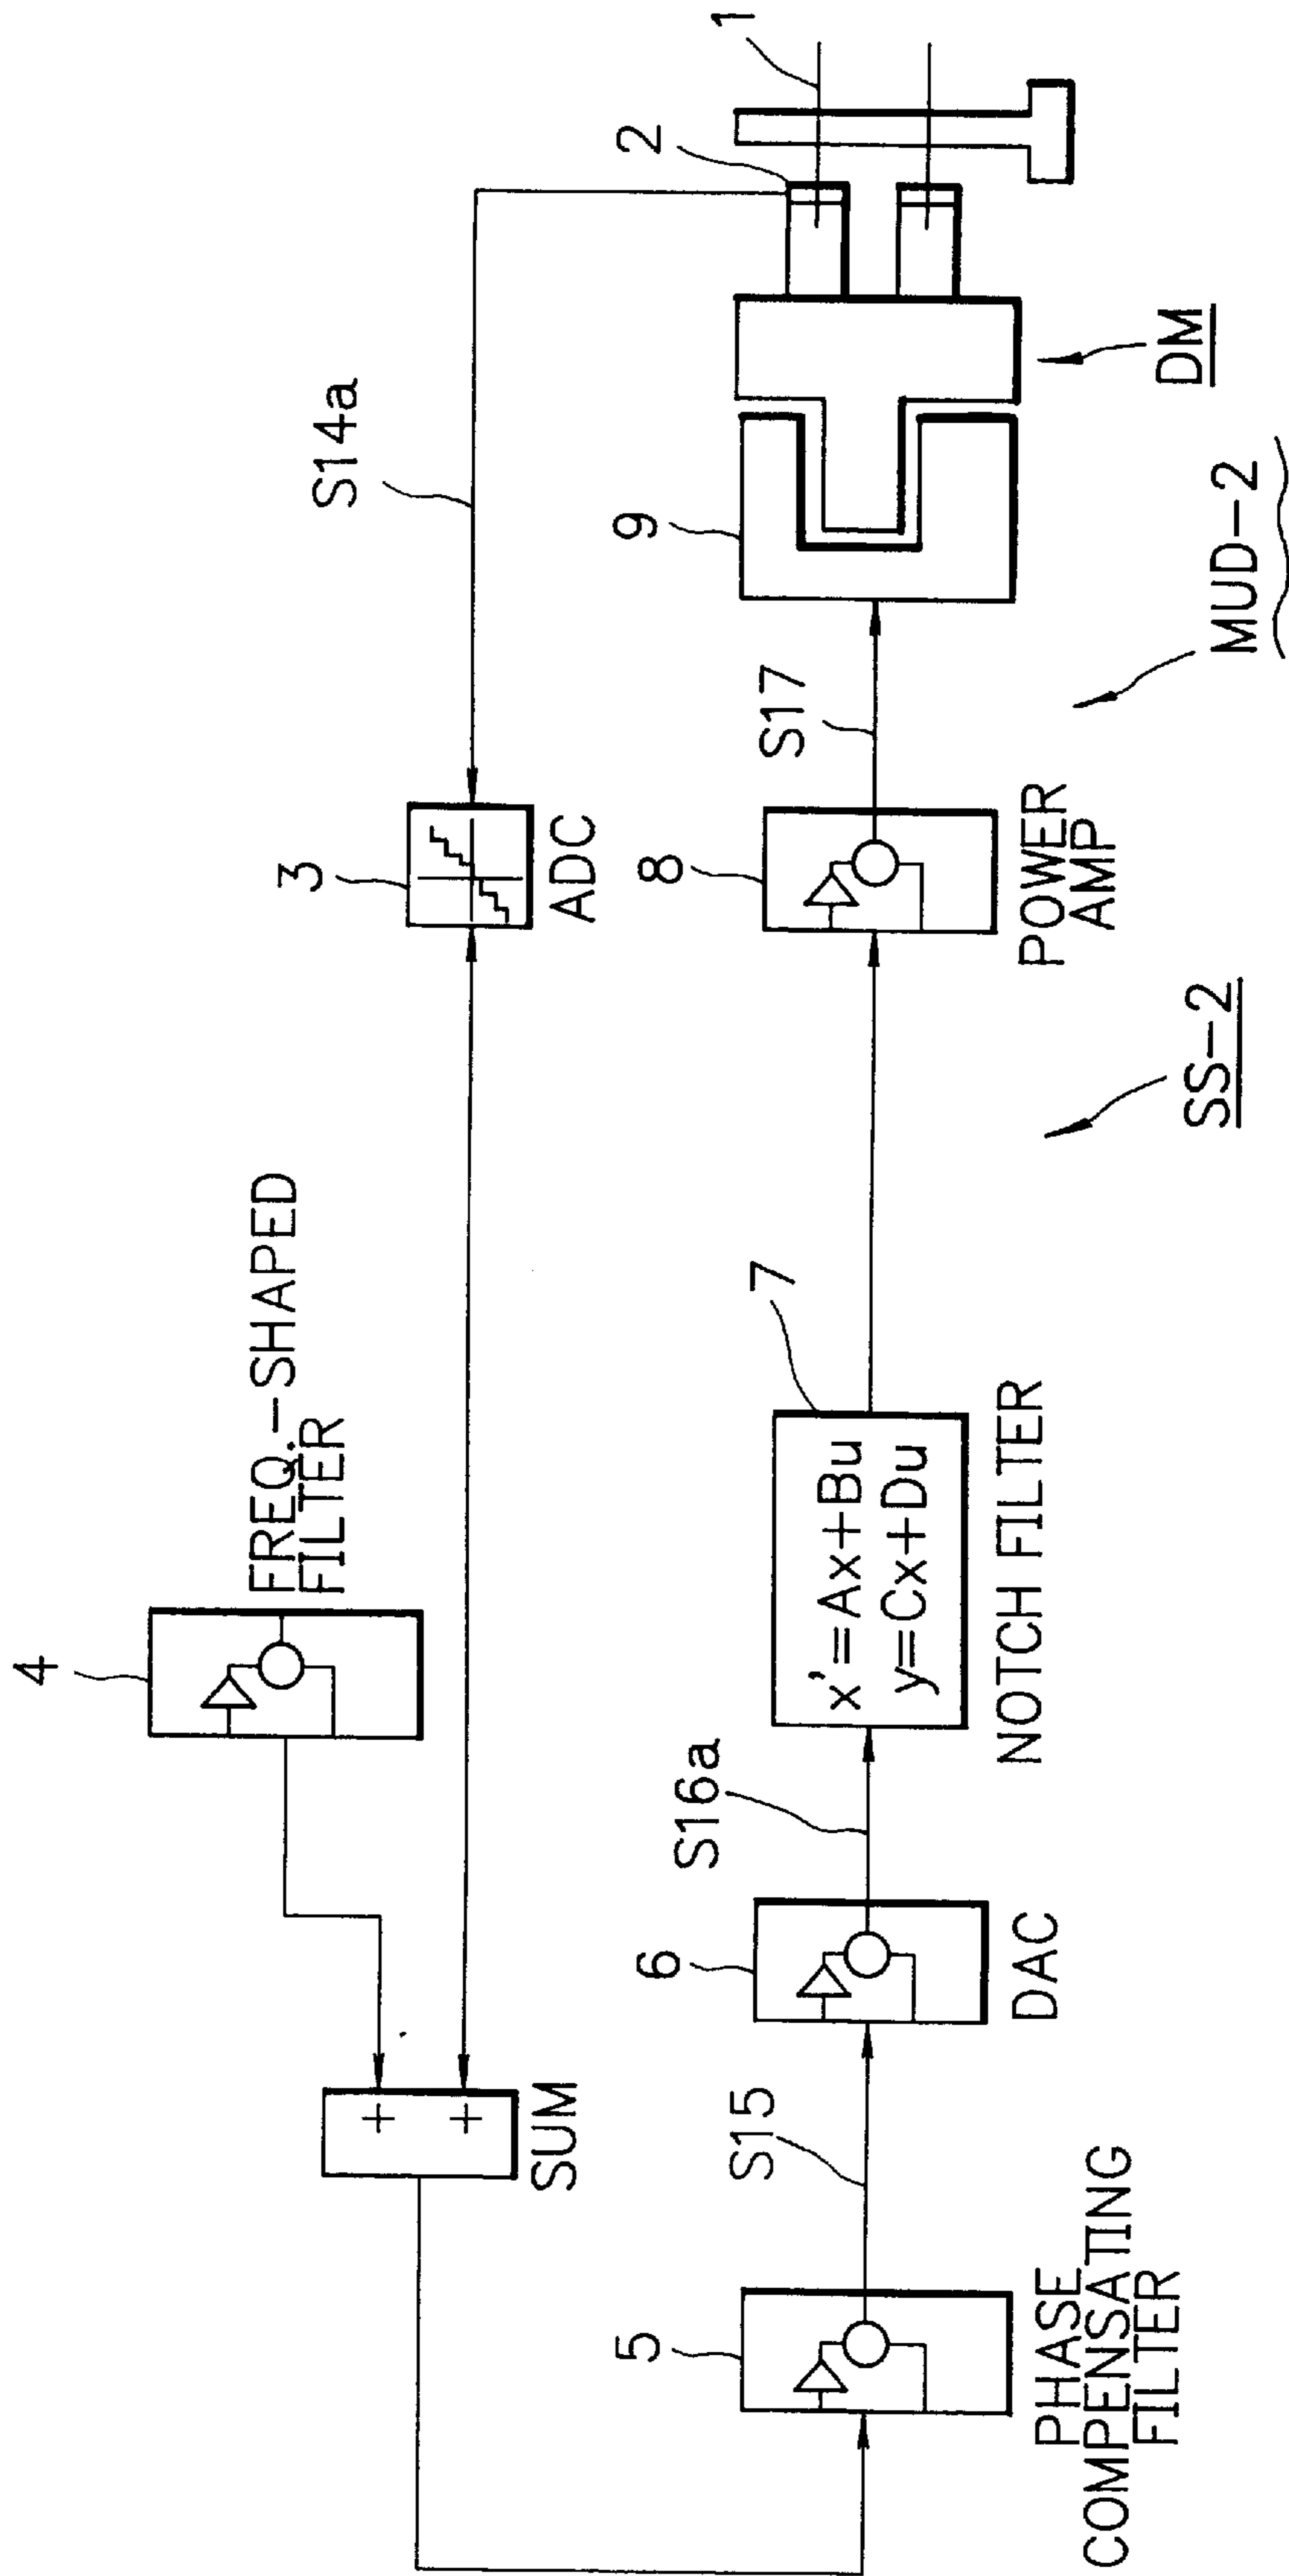 4
FREQ.-SHAPED
FILTER
3
ADC
S14a
2
1
+
+
SUM
5
PHASE
COMPENSATING
FILTER
S15
6
DAC
S16a
7
x'=Ax+Bu
y=Cx+Du
NOTCH FILTER
8
POWER
AMP
S17
9
DM
SS-2
MUD-2